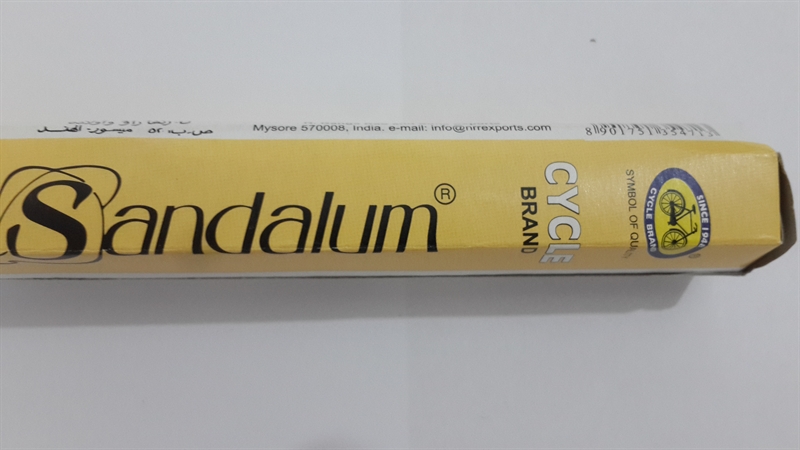 ص.ب. ٥٢ ميسور، الهند
Mysore 570008, India. e-mail: info@nrrexports.com
Sandalum®
CYCLE
BRAND
SYMBOL OF
SINCE 194
CYCLE BRAND
®